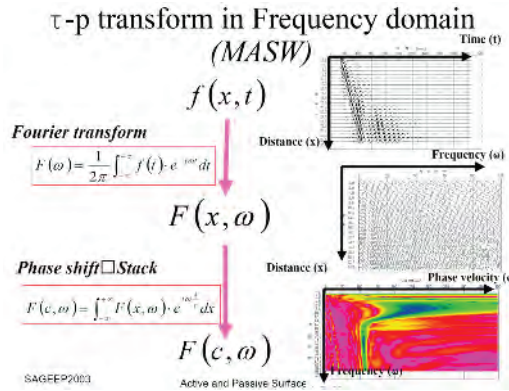 τ-p transform in Frequency domain
(MASW)
f(x,t)
Fourier transform
F(ω) = 1/2π ∫_{-∞}^{+∞} f(t)·e^{-iωt} dt
F(x,ω)
Phase shift□Stack
F(c,ω) = ∫_{-∞}^{+∞} F(x,ω)·e^{iω x/c} dx
F(c,ω)
Time (t)
Distance (x)
Frequency (ω)
Distance (x)
Phase velocity (c
Frequency (ω)
SAGEEP2003
Active and Passive Surface